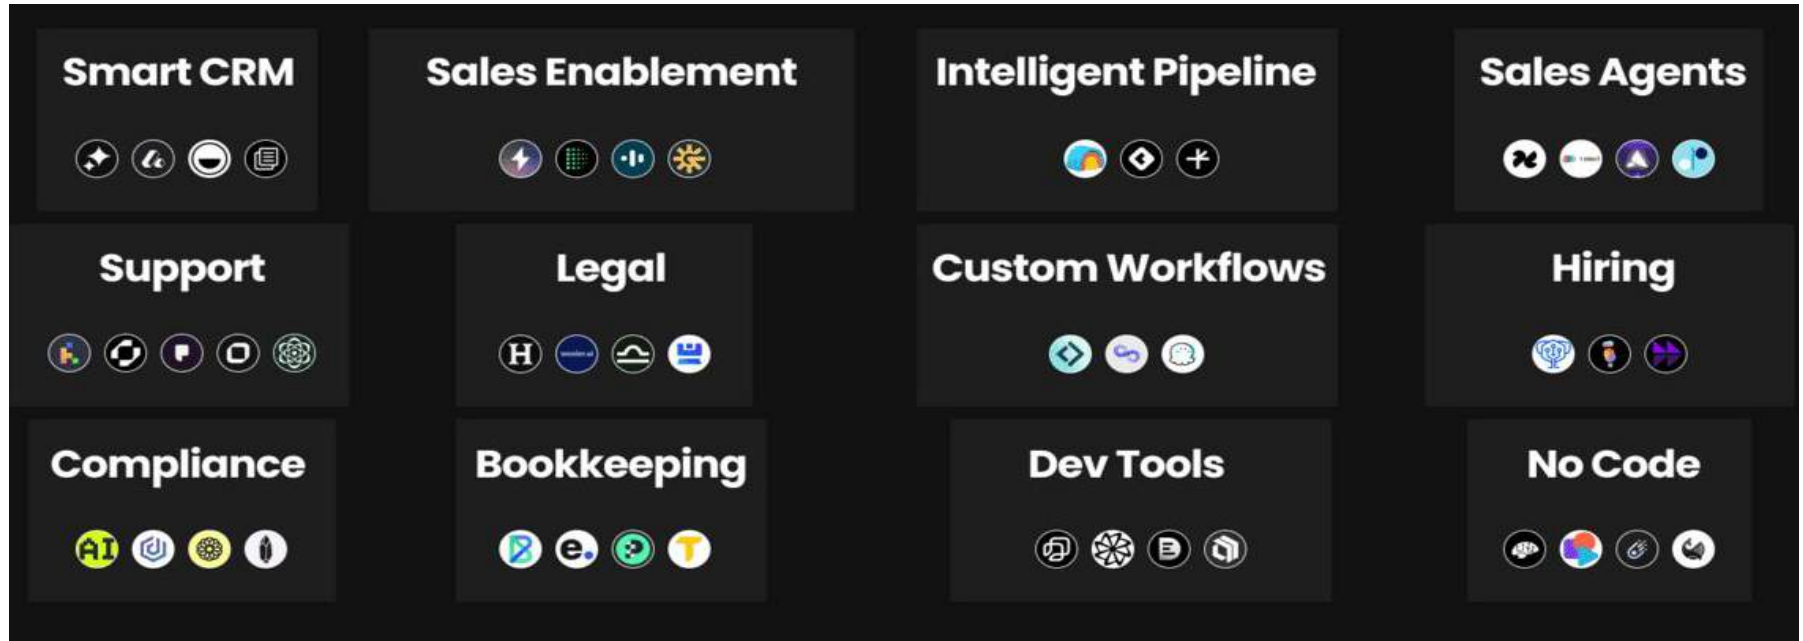 Smart CRM
Sales Enablement
Intelligent Pipeline
Sales Agents
Support
Legal
Custom Workflows
Hiring
H
Compliance
Bookkeeping
Dev Tools
No Code
AI
e.